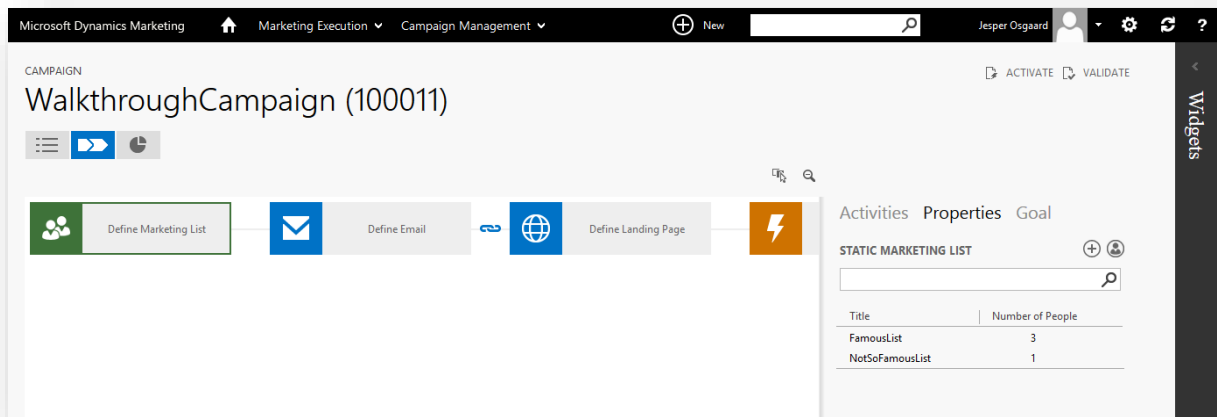 Microsoft Dynamics Marketing Marketing Execution Campaign Management New Jesper Osgaard ?
CAMPAIGN
WalkthroughCampaign (100011)
ACTIVATE VALIDATE
Widgets
Define Marketing List Define Email Define Landing Page
Activities Properties Goal
STATIC MARKETING LIST
Title Number of People
FamousList 3
NotSoFamousList 1